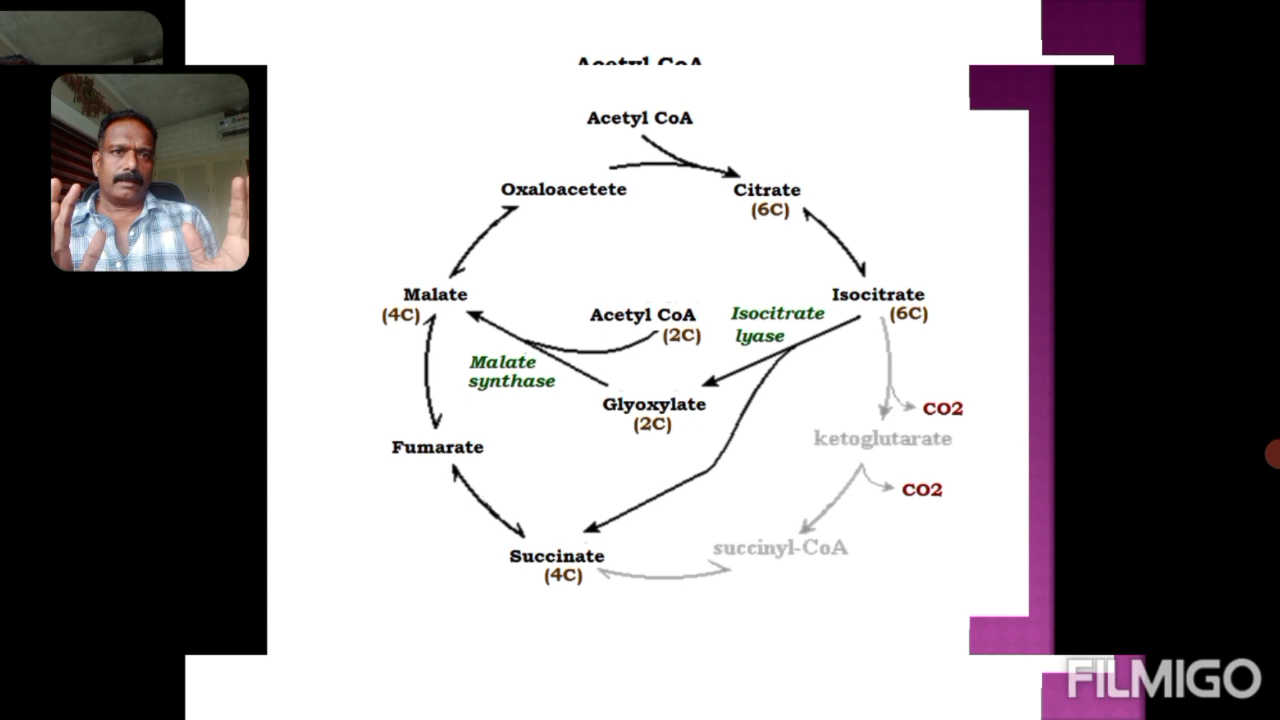 Acetyl CoA
Acetyl CoA
Oxaloacetete
Citrate
(6C)
Malate
(4C)
Acetyl CoA
(2C)
Isocitrate
lyase
Isocitrate
(6C)
Malate
synthase
Glyoxylate
(2C)
CO2
ketoglutarate
Fumarate
CO2
succinyl-CoA
Succinate
(4C)
FILMIGO